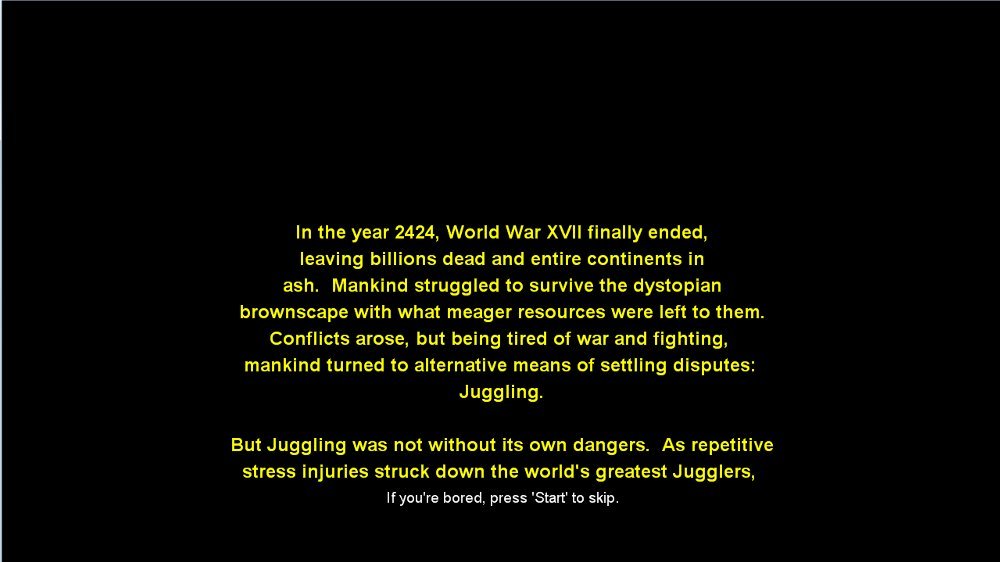 In the year 2424, World War XVII finally ended,
leaving billions dead and entire continents in
ash.  Mankind struggled to survive the dystopian
brownscape with what meager resources were left to them.
Conflicts arose, but being tired of war and fighting,
mankind turned to alternative means of settling disputes:
Juggling.
But Juggling was not without its own dangers.  As repetitive
stress injuries struck down the world's greatest Jugglers,
If you're bored, press 'Start' to skip.